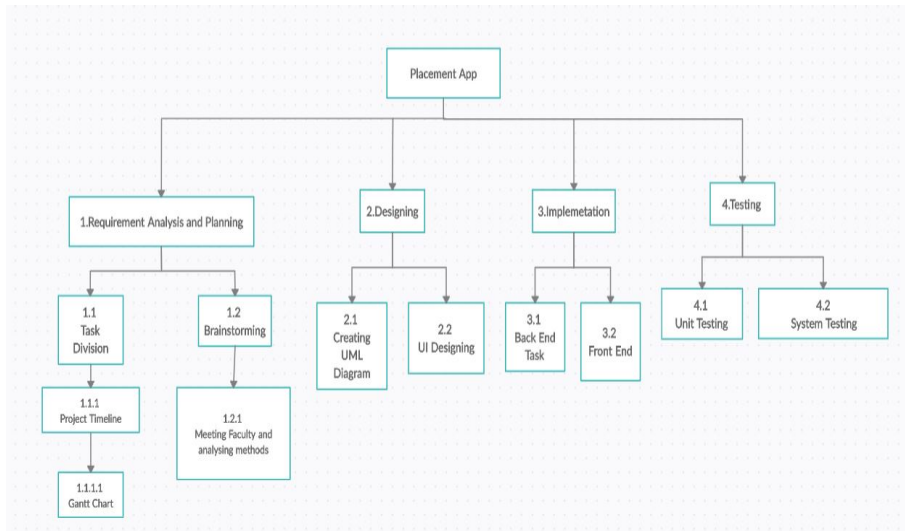 Placement App
1.Requirement Analysis and Planning
2.Designing
3.Implemetation
4.Testing
1.1
Task
Division
1.2
Brainstorming
2.1
Creating
UML
Diagram
2.2
UI Designing
3.1
Back End
Task
3.2
Front End
4.1
Unit Testing
4.2
System Testing
1.1.1
Project Timeline
1.2.1
Meeting Faculty and
analysing methods
1.1.1.1
Gantt Chart